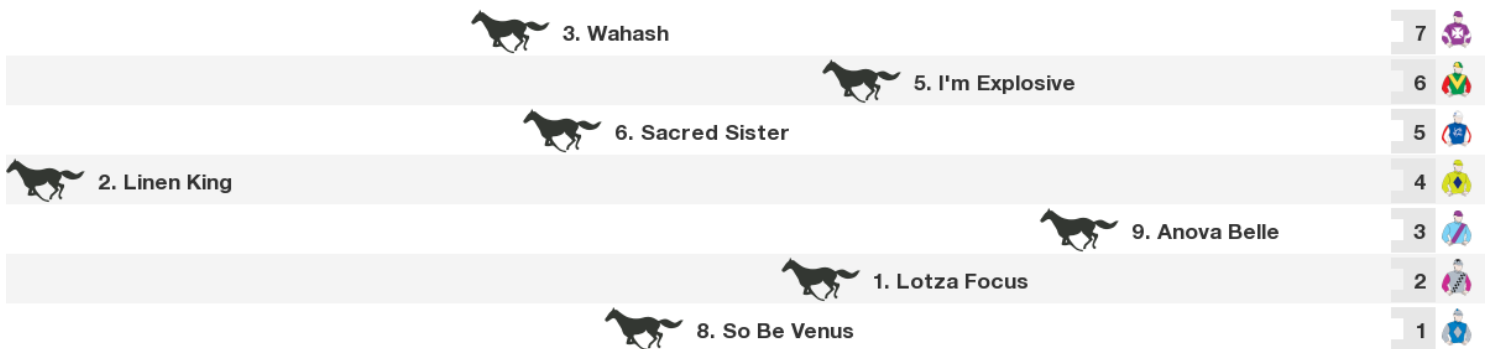 3. Wahash 7
5. I'm Explosive 6
6. Sacred Sister 5
2. Linen King 4
9. Anova Belle 3
1. Lotza Focus 2
8. So Be Venus 1